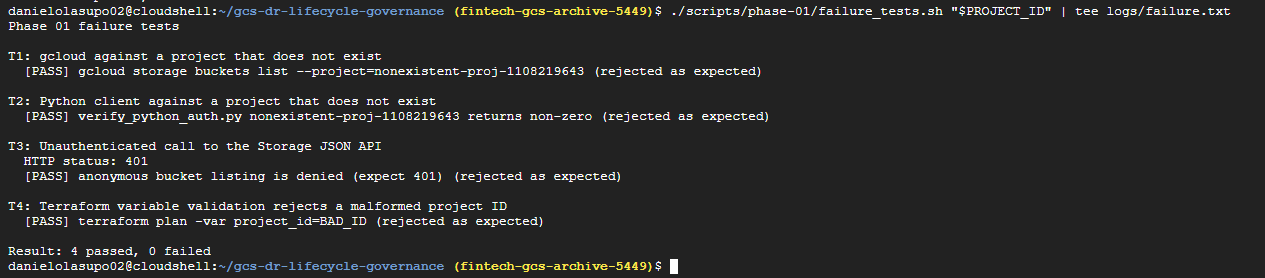 danielolasupo02@cloudshell:~/gcs-dr-lifecycle-governance (fintech-gcs-archive-5449)$ ./scripts/phase-01/failure_tests.sh "$PROJECT_ID" | tee logs/failure.txt
Phase 01 failure tests
T1: gcloud against a project that does not exist
[PASS] gcloud storage buckets list --project=nonexistent-proj-1108219643 (rejected as expected)
T2: Python client against a project that does not exist
[PASS] verify_python_auth.py nonexistent-proj-1108219643 returns non-zero (rejected as expected)
T3: Unauthenticated call to the Storage JSON API
HTTP status: 401
[PASS] anonymous bucket listing is denied (expect 401) (rejected as expected)
T4: Terraform variable validation rejects a malformed project ID
[PASS] terraform plan -var project_id=BAD_ID (rejected as expected)
Result: 4 passed, 0 failed
danielolasupo02@cloudshell:~/gcs-dr-lifecycle-governance (fintech-gcs-archive-5449)$